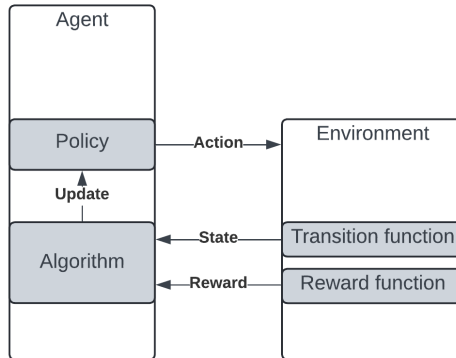 Agent
Environment
Policy
Action
Update
State
Transition function
Algorithm
Reward
Reward function